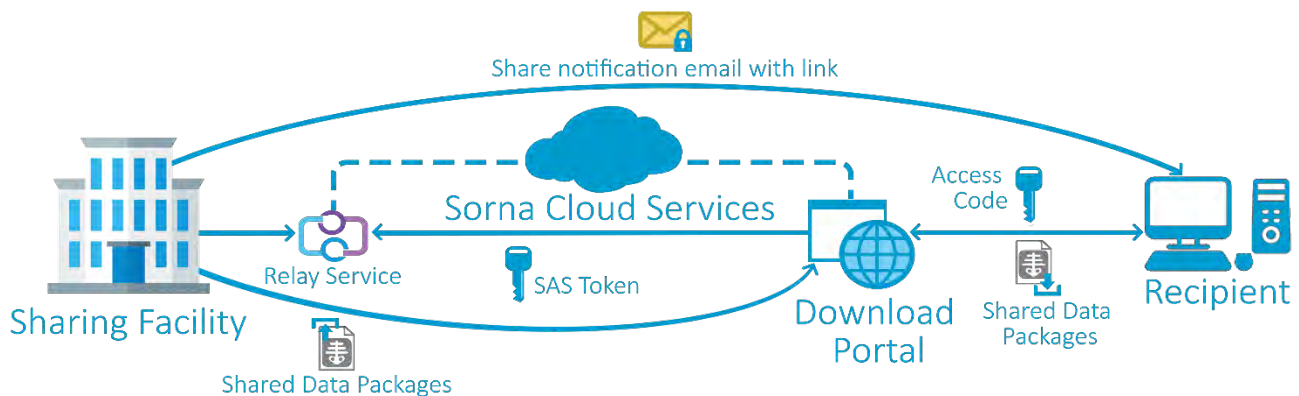 Share notification email with link
Sorna Cloud Services
Access
Code
Relay Service
SAS Token
Sharing Facility
Download
Portal
Shared Data
Packages
Recipient
Shared Data Packages